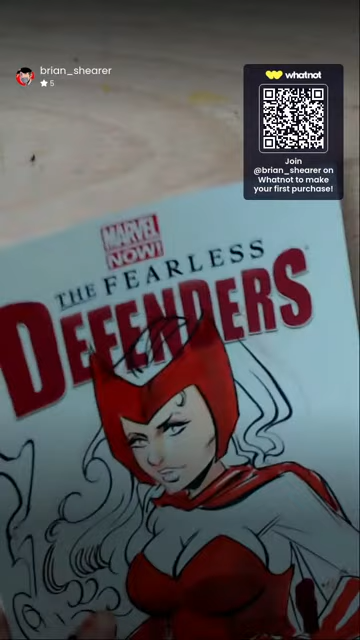 brian_shearer
★ 5
whatnot
Join
@brian_shearer on
Whatnot to make
your first purchase!
MARVEL
NOW!
THE FEARLESS
DEFENDERS